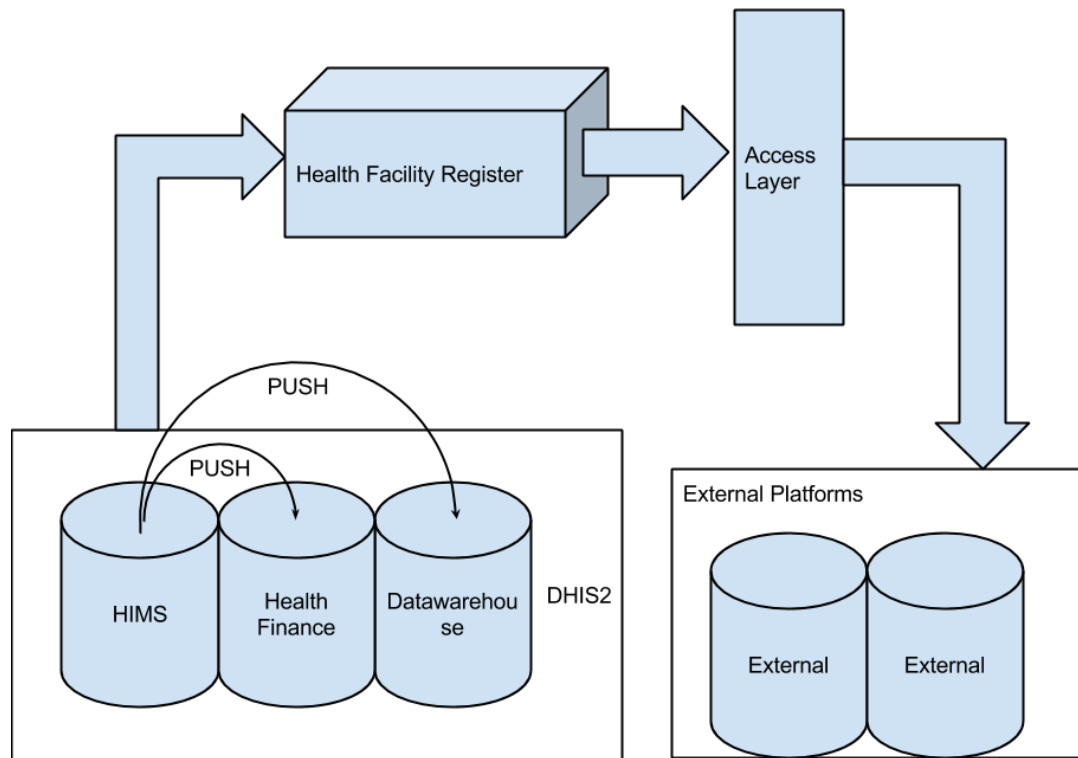 Health Facility Register
Access
Layer
PUSH
PUSH
HIMS
Health
Finance
Datawarehou
se
DHIS2
External Platforms
External
External